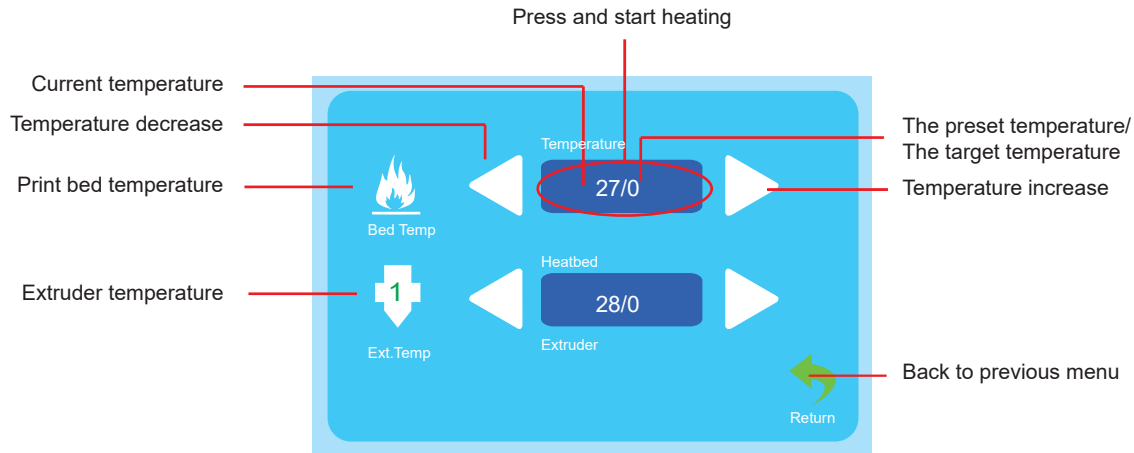 Press and start heating
Current temperature
Temperature decrease
Print bed temperature
Extruder temperature
Temperature
27/0
Bed Temp
Heatbed
1
28/0
Ext.Temp
Extruder
Return
The preset temperature/
The target temperature
Temperature increase
Back to previous menu